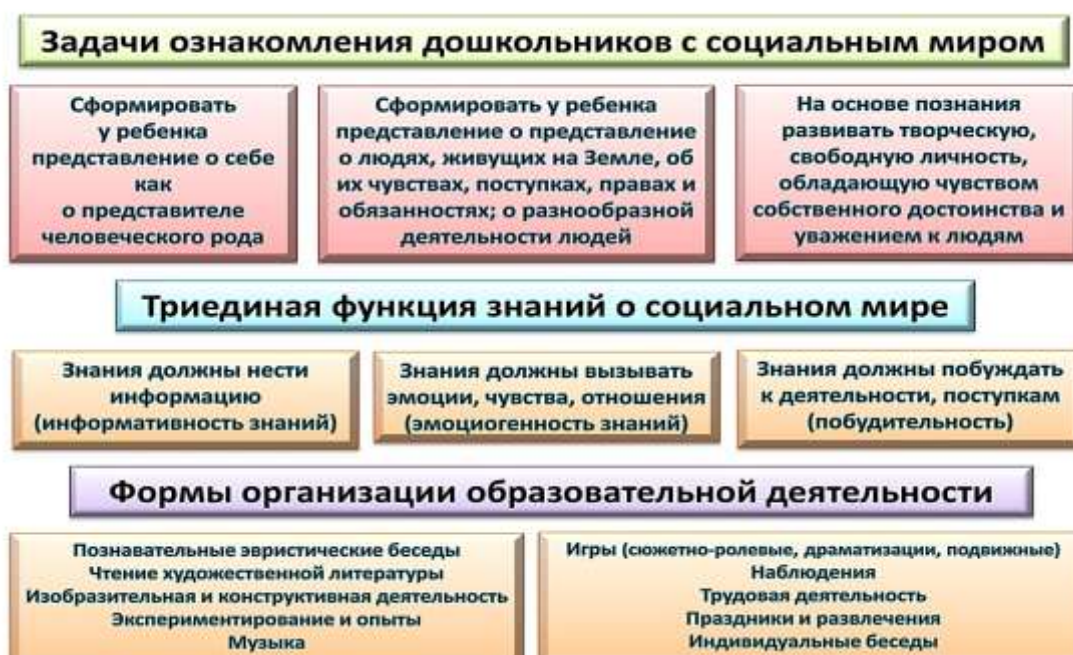 Задачи ознакомления дошкольников с социальным миром
Сформировать
у ребенка
представление о себе
как
о представителе
человеческого рода
Сформировать у ребенка
представление о представление
о людях, живущих на Земле, об
их чувствах, поступках, правах и
обязанностях; о разнообразной
деятельности людей
На основе познания
развивать творческую,
свободную личность,
обладающую чувством
собственного достоинства и
уважением к людям
Триединая функция знаний о социальном мире
Знания должны нести
информацию
(информативность знаний)
Знания должны вызывать
эмоции, чувства, отношения
(эмоциогенность знаний)
Знания должны побуждать
к деятельности, поступкам
(побудительность)
Формы организации образовательной деятельности
Познавательные эвристические беседы
Чтение художественной литературы
Изобразительная и конструктивная деятельность
Экспериментирование и опыты
Музыка
Игры (сюжетно-ролевые, драматизации, подвижные)
Наблюдения
Трудовая деятельность
Праздники и развлечения
Индивидуальные беседы